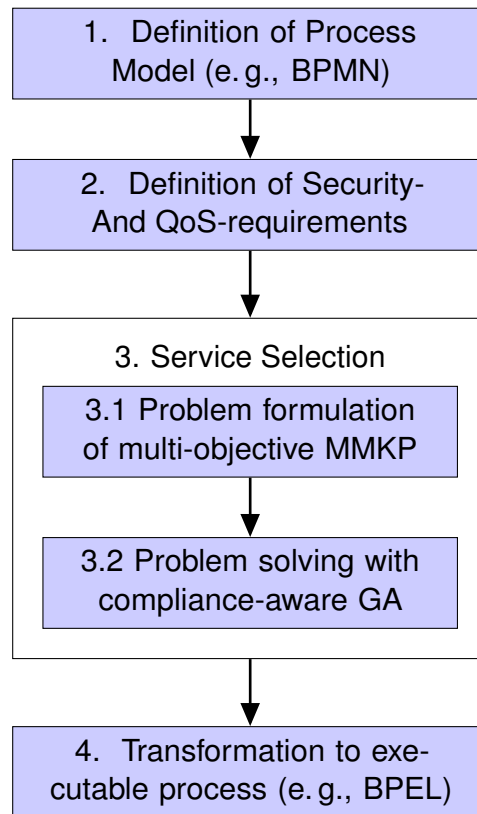 1. Definition of Process
Model (e. g., BPMN)
2. Definition of Security-
And QoS-requirements
3. Service Selection
3.1 Problem formulation
of multi-objective MMKP
3.2 Problem solving with
compliance-aware GA
4. Transformation to exe-
cutable process (e. g., BPEL)